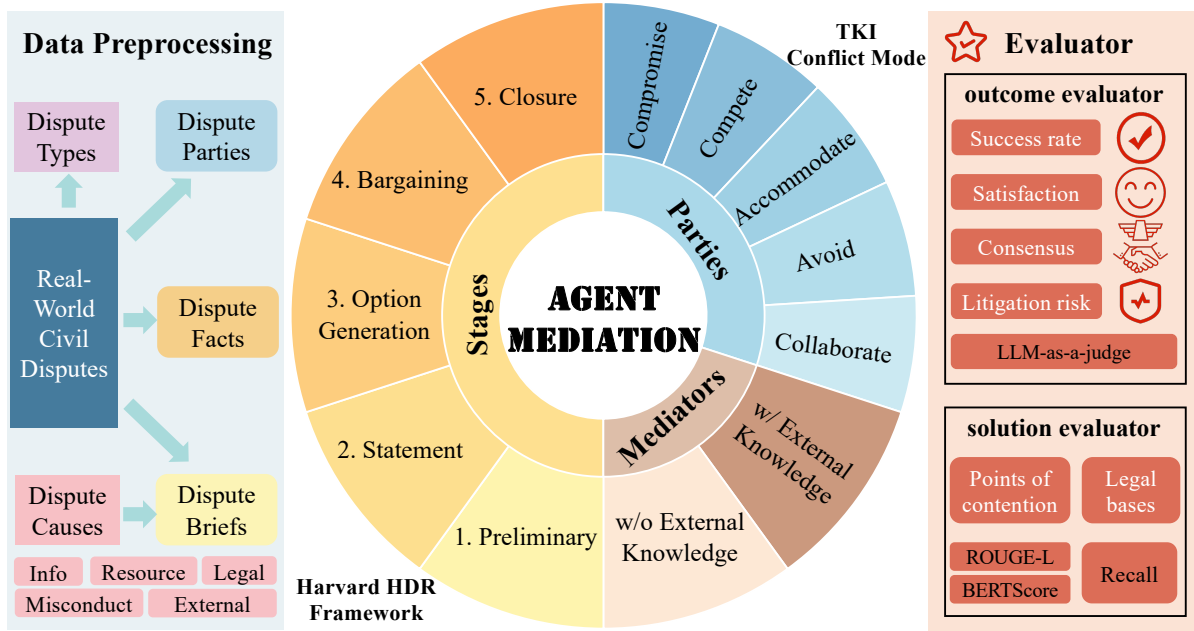 Data Preprocessing
Dispute
Types
Dispute
Parties
Real-
World
Civil
Disputes
Dispute
Facts
Dispute
Causes
Dispute
Briefs
Info
Resource
Legal
Misconduct
External
AGENT
MEDIATION
Stages
1. Preliminary
2. Statement
3. Option
Generation
4. Bargaining
5. Closure
Harvard HDR
Framework
Parties
Compromise
Compete
Accommodate
Avoid
Collaborate
TKI
Conflict Mode
Mediators
w/ External
Knowledge
w/o External
Knowledge
Evaluator
outcome evaluator
Success rate
Satisfaction
Consensus
Litigation risk
LLM-as-a-judge
solution evaluator
Points of
contention
Legal
bases
ROUGE-L
BERTScore
Recall